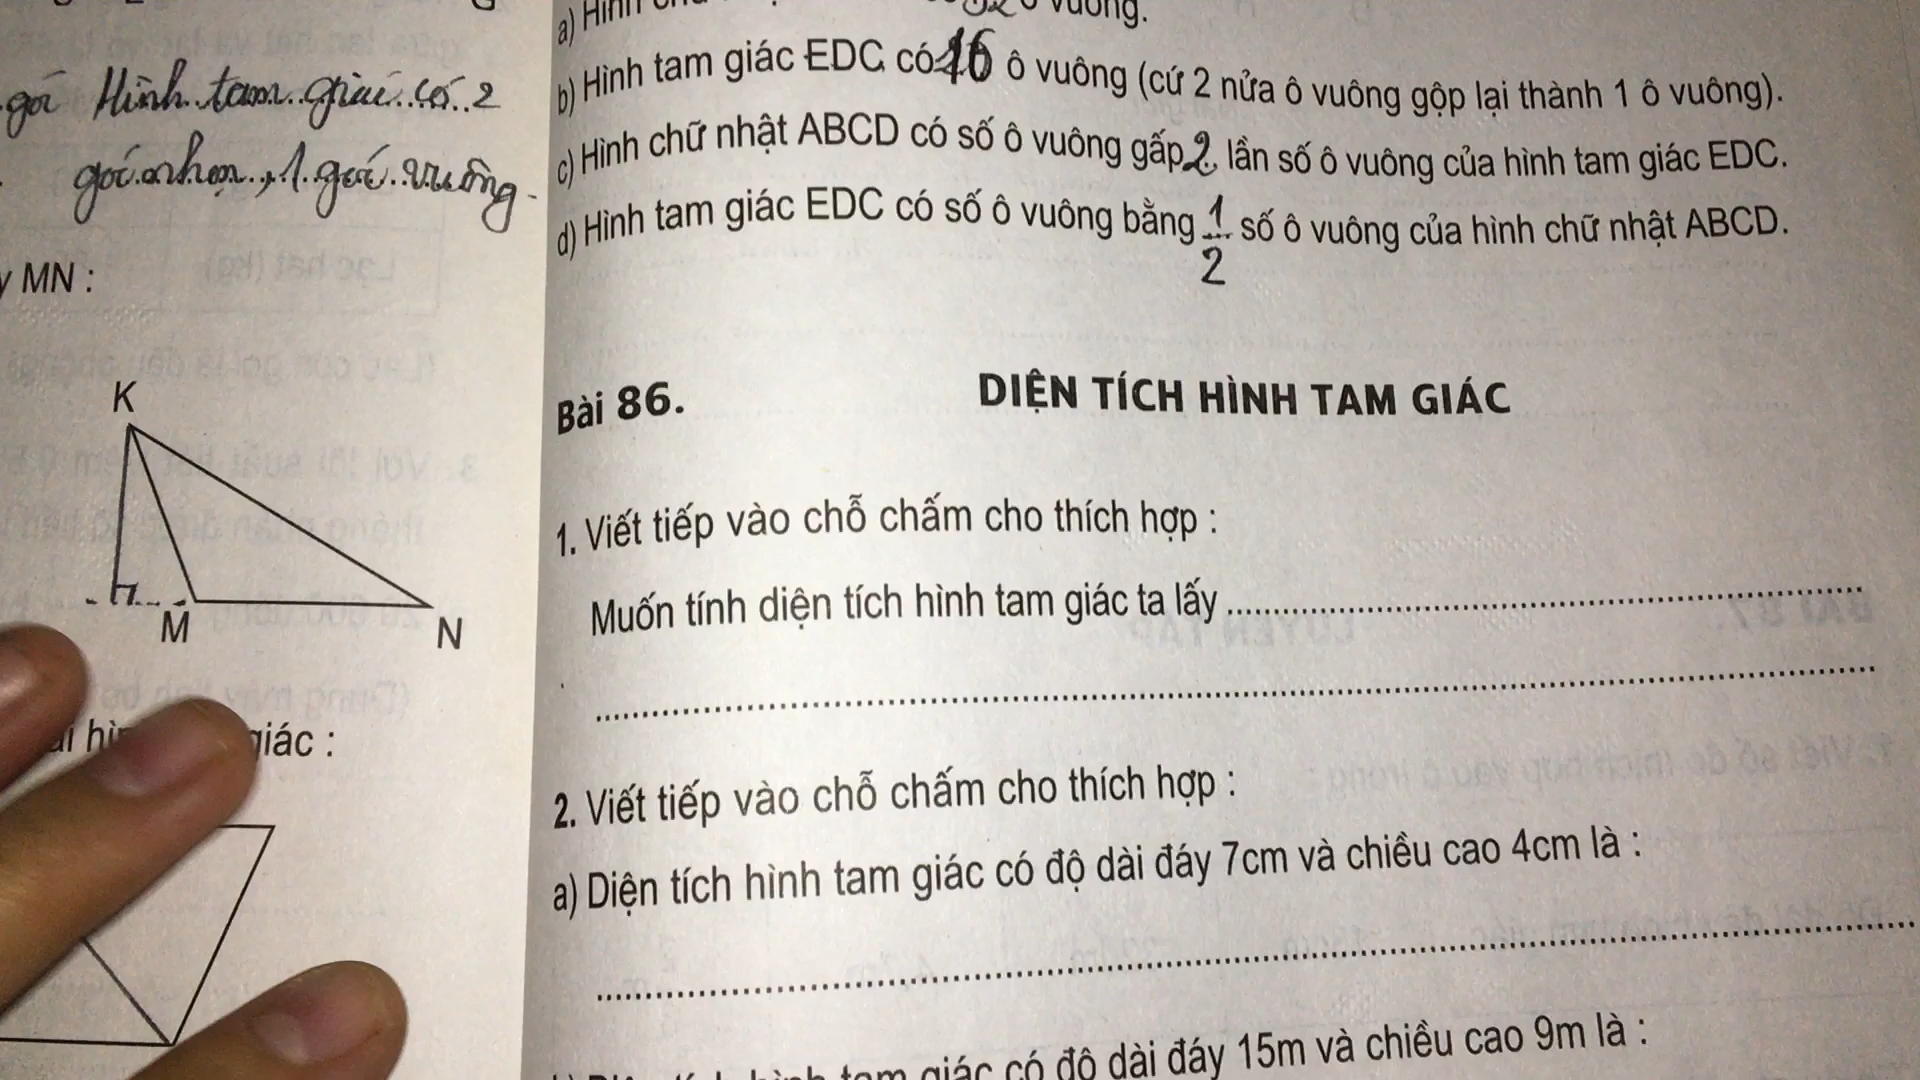 gói Hình tam giác có 2
góc nhọn, 1 góc vuông
y MN :
K
M
N
giác :
a) Hình
vuông.
b) Hình tam giác EDC có 16 ô vuông (cứ 2 nửa ô vuông gộp lại thành 1 ô vuông).
c) Hình chữ nhật ABCD có số ô vuông gấp 2 lần số ô vuông của hình tam giác EDC.
d) Hình tam giác EDC có số ô vuông bằng 1/2 số ô vuông của hình chữ nhật ABCD.
Bài 86. DIỆN TÍCH HÌNH TAM GIÁC
1. Viết tiếp vào chỗ chấm cho thích hợp :
Muốn tính diện tích hình tam giác ta lấy ..............................
..............................
2. Viết tiếp vào chỗ chấm cho thích hợp :
a) Diện tích hình tam giác có độ dài đáy 7cm và chiều cao 4cm là :
..............................
tam giác có độ dài đáy 15m và chiều cao 9m là :